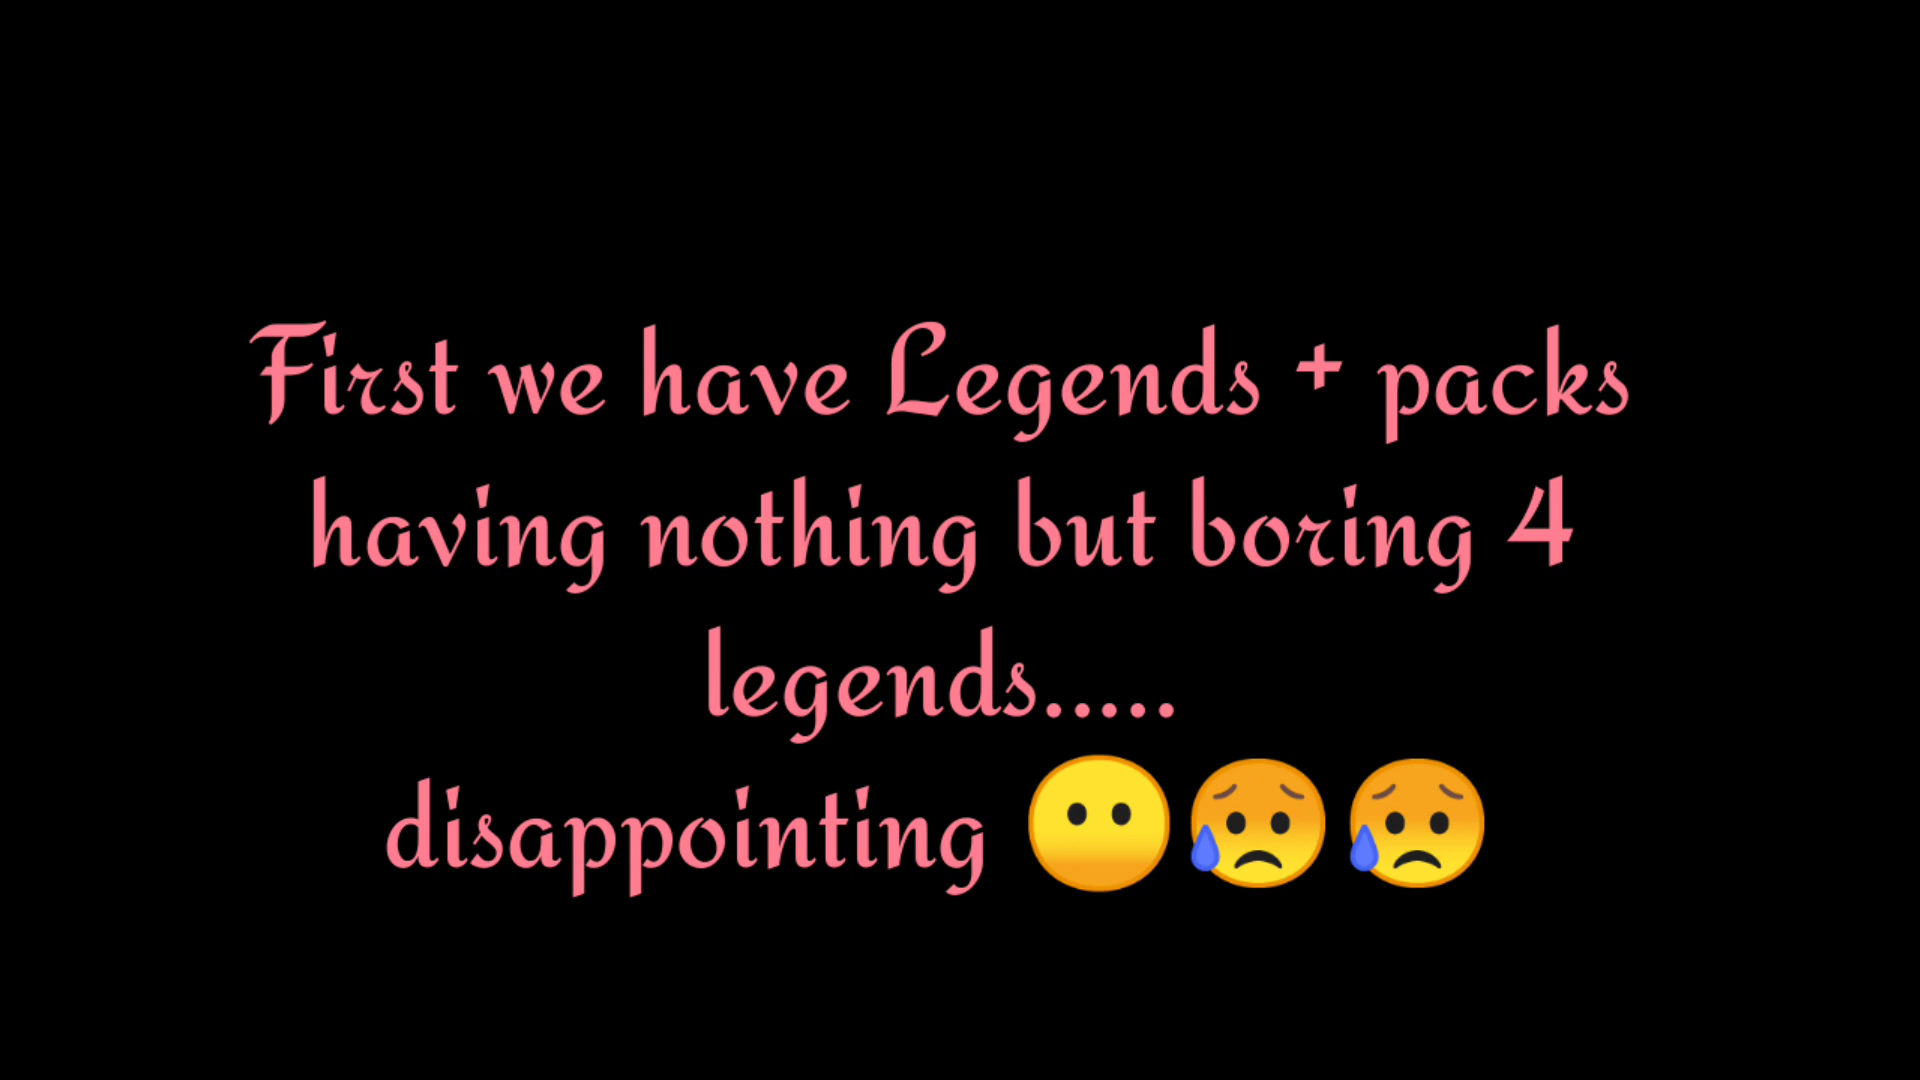 First we have Legends + packs
having nothing but boring 4
legends.....
disappointing 😶😥😥